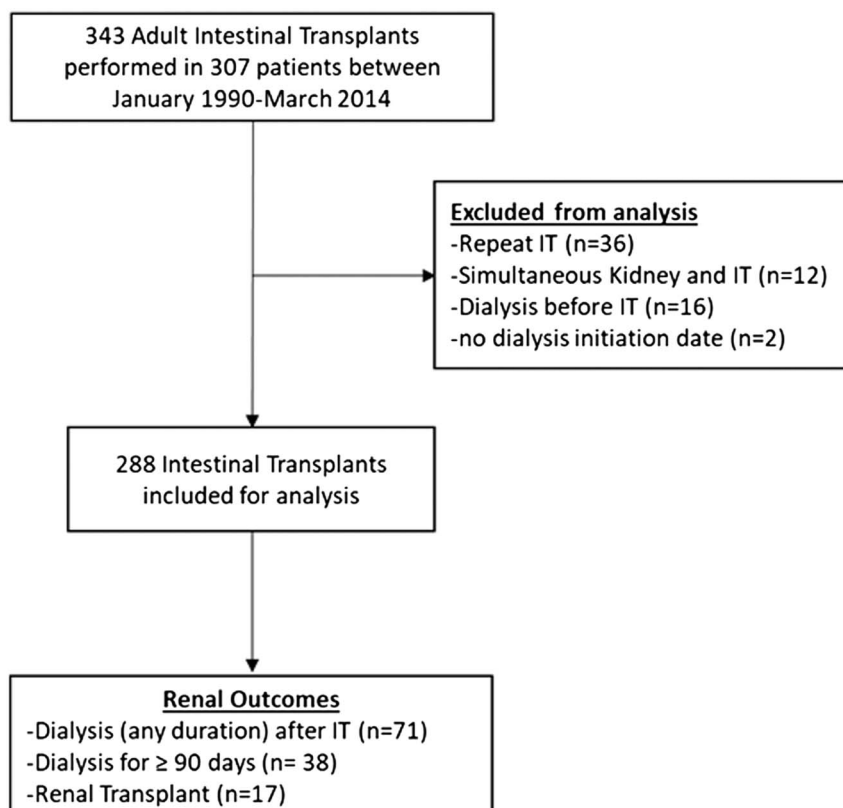 343 Adult Intestinal Transplants
performed in 307 patients between
January 1990-March 2014
Excluded from analysis
-Repeat IT (n=36)
-Simultaneous Kidney and IT (n=12)
-Dialysis before IT (n=16)
-no dialysis initiation date (n=2)
288 Intestinal Transplants
included for analysis
Renal Outcomes
-Dialysis (any duration) after IT (n=71)
-Dialysis for ≥ 90 days (n= 38)
-Renal Transplant (n=17)